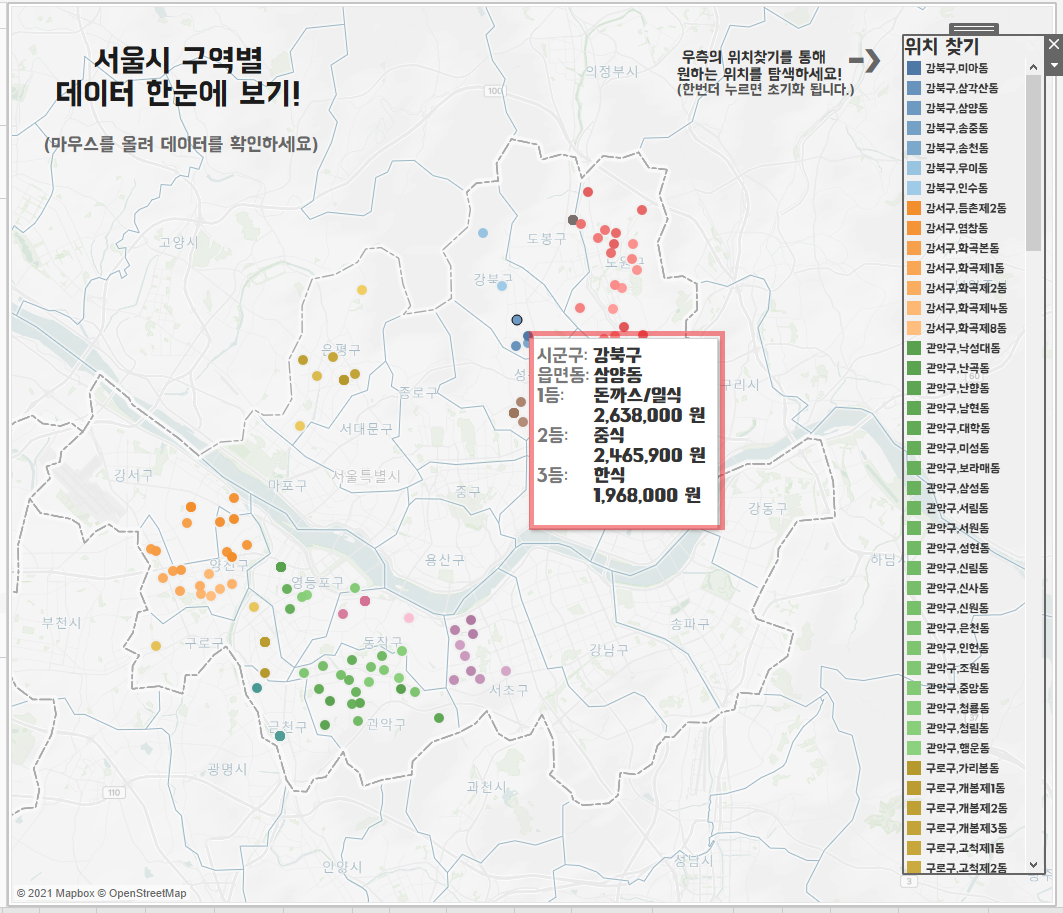 서울시 구역별
데이터 한눈에 보기!
(마우스를 올려 데이터를 확인하세요)
우측의 위치찾기를 통해
원하는 위치를 탐색하세요!
(한번더 누르면 초기화 됩니다.)
위치 찾기
강북구,미아동
강북구,삼각산동
강북구,삼양동
강북구,송중동
강북구,송천동
강북구,우이동
강북구,인수동
강서구,등촌제2동
강서구,염창동
강서구,화곡본동
강서구,화곡제1동
강서구,화곡제2동
강서구,화곡제4동
강서구,화곡제8동
관악구,낙성대동
관악구,난곡동
관악구,난향동
관악구,남현동
관악구,대학동
관악구,미성동
관악구,보라매동
관악구,삼성동
관악구,서림동
관악구,서원동
관악구,성현동
관악구,신림동
관악구,신사동
관악구,신원동
관악구,은천동
관악구,인헌동
관악구,조원동
관악구,중앙동
관악구,청룡동
관악구,청림동
관악구,행운동
구로구,가리봉동
구로구,개봉제1동
구로구,개봉제2동
구로구,개봉제3동
구로구,고척제1동
구로구,고척제2동
시군구: 강북구
읍면동: 삼양동
1등: 돈까스/일식
2,638,000 원
2등: 중식
2,465,900 원
3등: 한식
1,968,000 원
의정부시
100
고양시
도봉구
노원구
강북구
은평구
종로구
구리시
서대문구
강서구
서울특별시
마포구
중구
강동구
용산구
양천구
영등포구
부천시
구로구
동작구
송파구
강남구
서초구
금천구
관악구
광명시
110
과천시
안양시
성남시
3
© 2021 Mapbox © OpenStreetMap